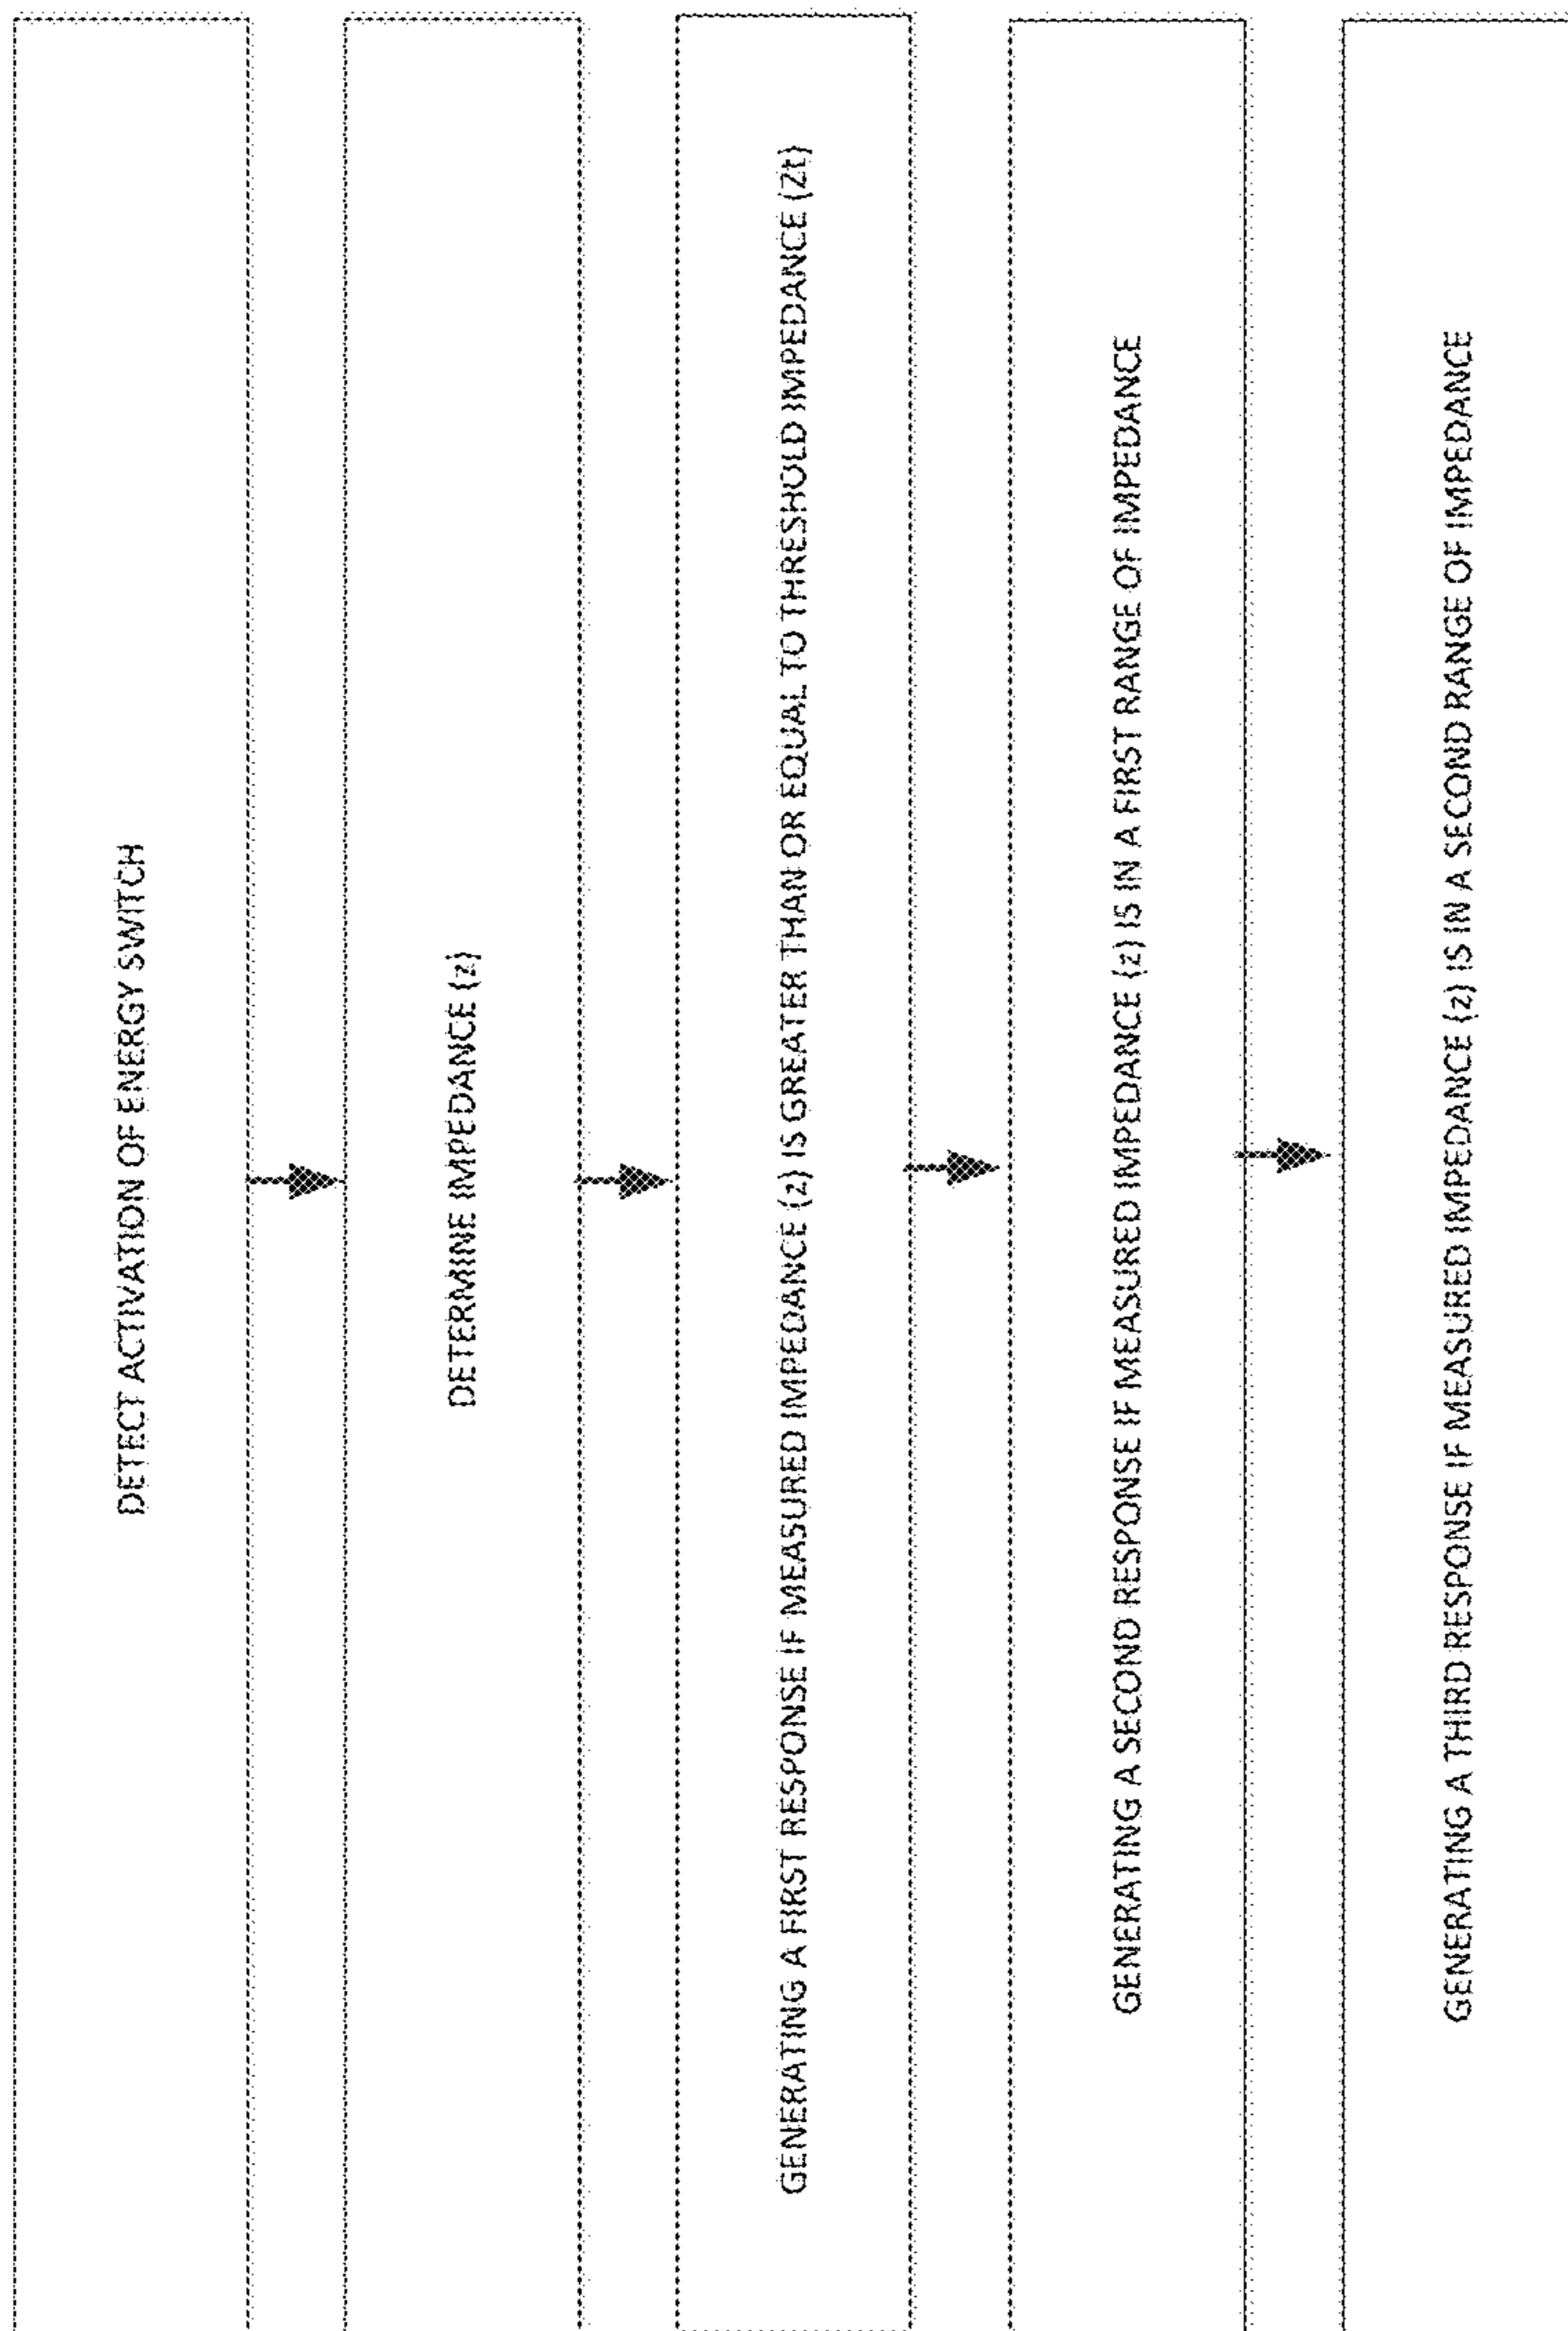 DETECT ACTIVATION OF ENERGY SWITCH
DETERMINE IMPEDANCE (z)
GENERATING A FIRST RESPONSE IF MEASURED IMPEDANCE (z) IS GREATER THAN OR EQUAL TO THRESHOLD IMPEDANCE (Zt)
GENERATING A SECOND RESPONSE IF MEASURED IMPEDANCE (z) IS IN A FIRST RANGE OF IMPEDANCE
GENERATING A THIRD RESPONSE IF MEASURED IMPEDANCE (z) IS IN A SECOND RANGE OF IMPEDANCE